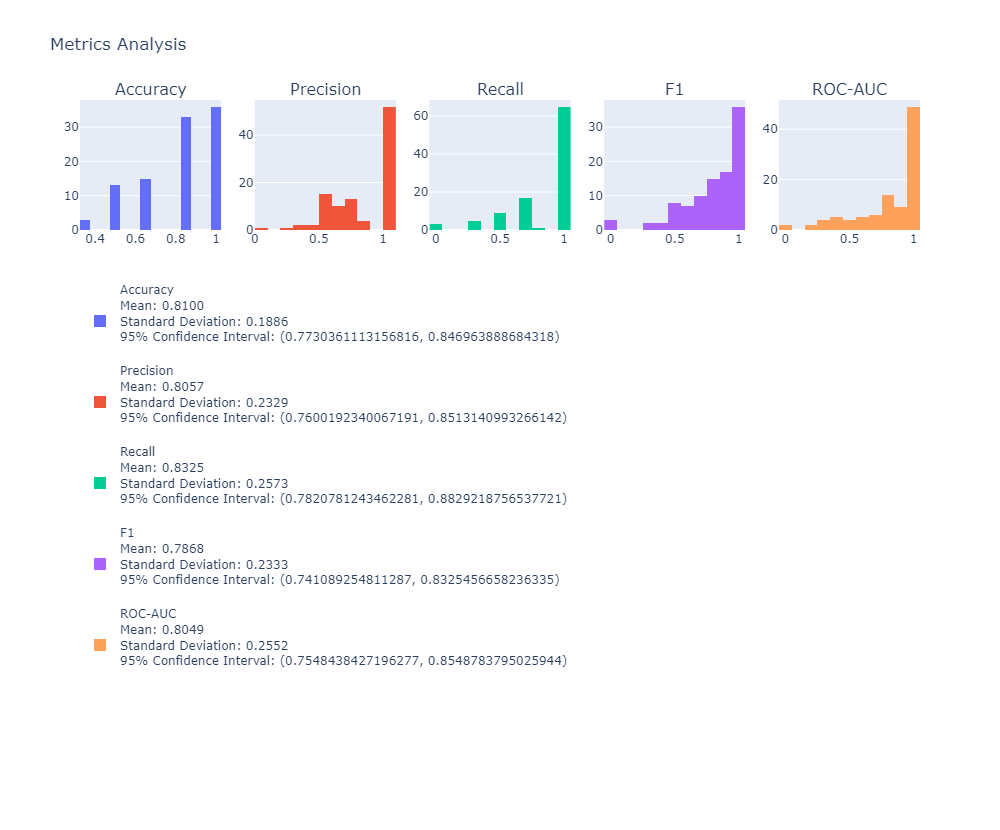 Metrics Analysis
Accuracy
Precision
Recall
F1
ROC-AUC
30
20
10
0
0.4 0.6 0.8 1
40
20
0
0 0.5 1
60
40
20
0
0 0.5 1
30
20
10
0
0 0.5 1
40
20
0
0 0.5 1
Accuracy
Mean: 0.8100
Standard Deviation: 0.1886
95% Confidence Interval: (0.7730361113156816, 0.846963888684318)
Precision
Mean: 0.8057
Standard Deviation: 0.2329
95% Confidence Interval: (0.7600192340067191, 0.8513140993266142)
Recall
Mean: 0.8325
Standard Deviation: 0.2573
95% Confidence Interval: (0.7820781243462281, 0.8829218756537721)
F1
Mean: 0.7868
Standard Deviation: 0.2333
95% Confidence Interval: (0.741089254811287, 0.8325456658236335)
ROC-AUC
Mean: 0.8049
Standard Deviation: 0.2552
95% Confidence Interval: (0.7548438427196277, 0.8548783795025944)